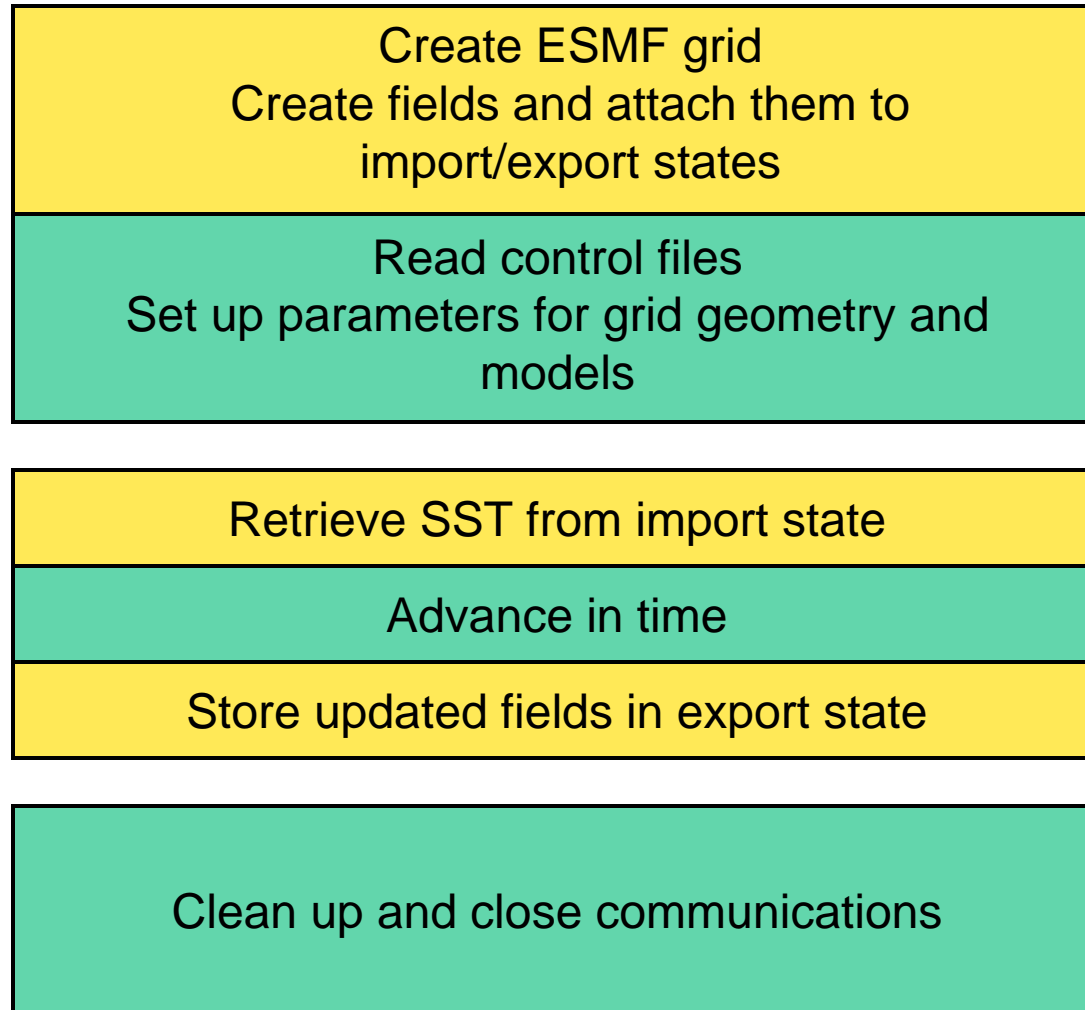 Create ESMF grid
Create fields and attach them to
import/export states
Read control files
Set up parameters for grid geometry and
models
Retrieve SST from import state
Advance in time
Store updated fields in export state
Clean up and close communications